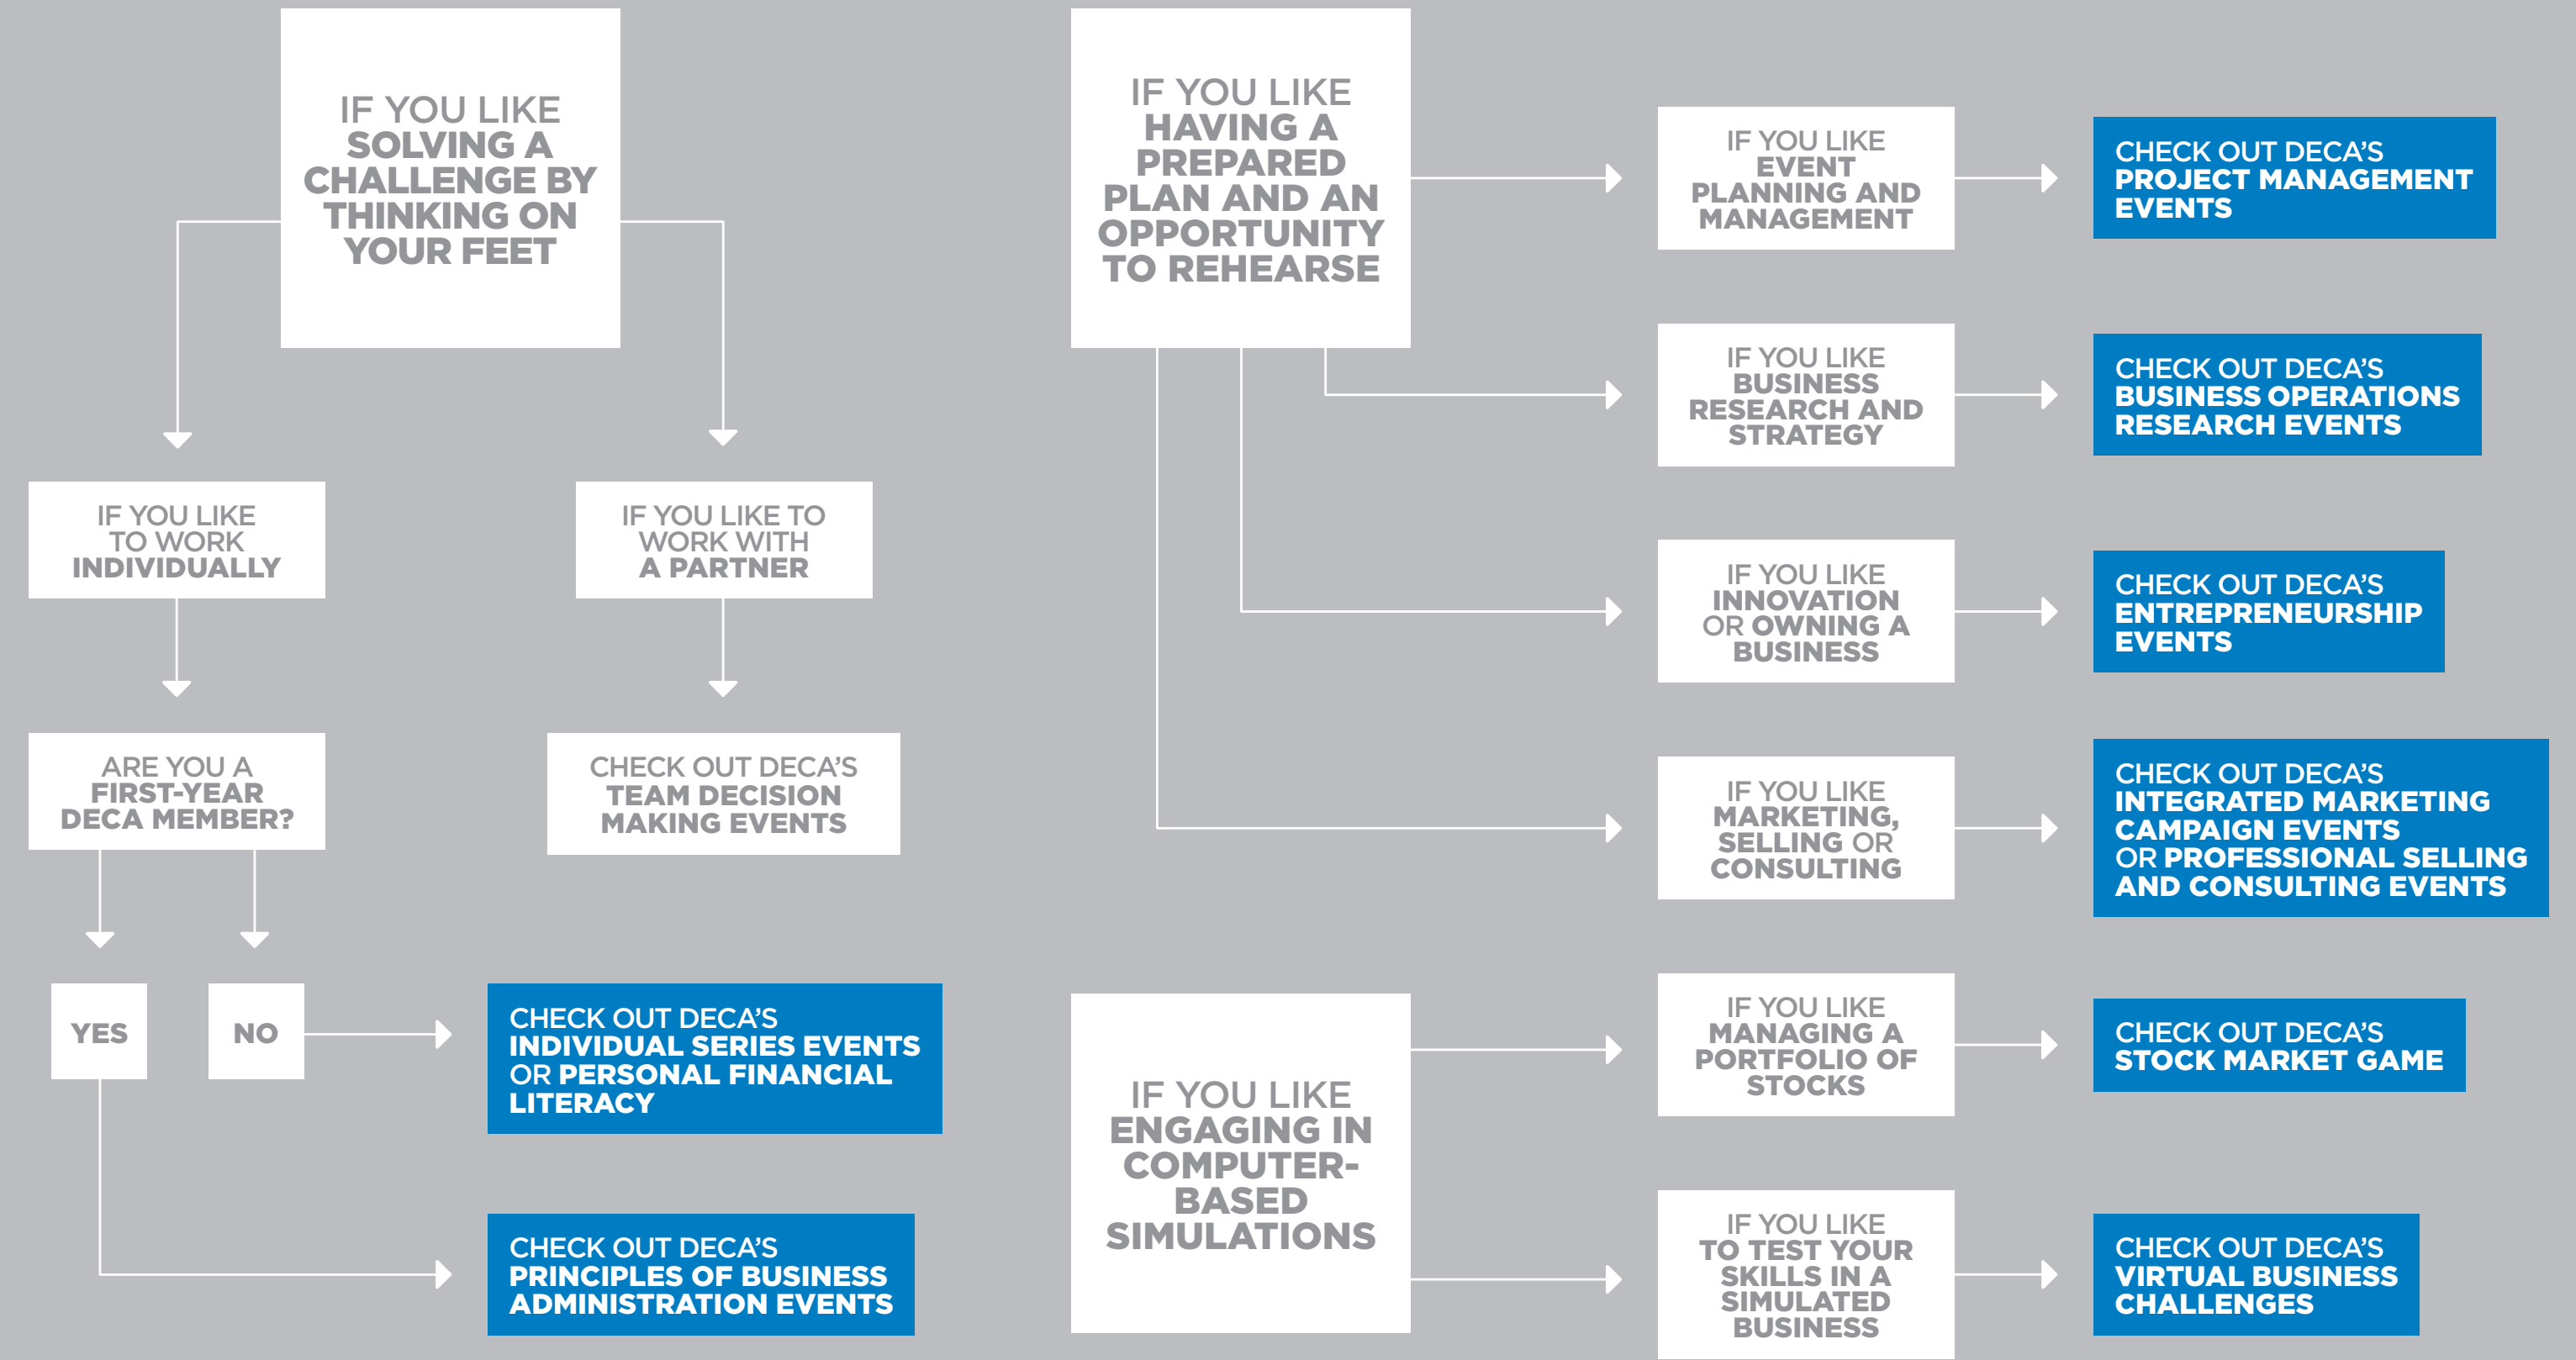 IF YOU LIKE
SOLVING A
CHALLENGE BY
THINKING ON
YOUR FEET
IF YOU LIKE
TO WORK
INDIVIDUALLY
IF YOU LIKE TO
WORK WITH
A PARTNER
ARE YOU A
FIRST-YEAR
DECA MEMBER?
CHECK OUT DECA’S
TEAM DECISION
MAKING EVENTS
YES
NO
CHECK OUT DECA’S
INDIVIDUAL SERIES EVENTS
OR PERSONAL FINANCIAL
LITERACY
CHECK OUT DECA’S
PRINCIPLES OF BUSINESS
ADMINISTRATION EVENTS
IF YOU LIKE
HAVING A
PREPARED
PLAN AND AN
OPPORTUNITY
TO REHEARSE
IF YOU LIKE
EVENT
PLANNING AND
MANAGEMENT
CHECK OUT DECA’S
PROJECT MANAGEMENT
EVENTS
IF YOU LIKE
BUSINESS
RESEARCH AND
STRATEGY
CHECK OUT DECA’S
BUSINESS OPERATIONS
RESEARCH EVENTS
IF YOU LIKE
INNOVATION
OR OWNING A
BUSINESS
CHECK OUT DECA’S
ENTREPRENEURSHIP
EVENTS
IF YOU LIKE
MARKETING,
SELLING OR
CONSULTING
CHECK OUT DECA’S
INTEGRATED MARKETING
CAMPAIGN EVENTS
OR PROFESSIONAL SELLING
AND CONSULTING EVENTS
IF YOU LIKE
ENGAGING IN
COMPUTER-
BASED
SIMULATIONS
IF YOU LIKE
MANAGING A
PORTFOLIO OF
STOCKS
CHECK OUT DECA’S
STOCK MARKET GAME
IF YOU LIKE
TO TEST YOUR
SKILLS IN A
SIMULATED
BUSINESS
CHECK OUT DECA’S
VIRTUAL BUSINESS
CHALLENGES